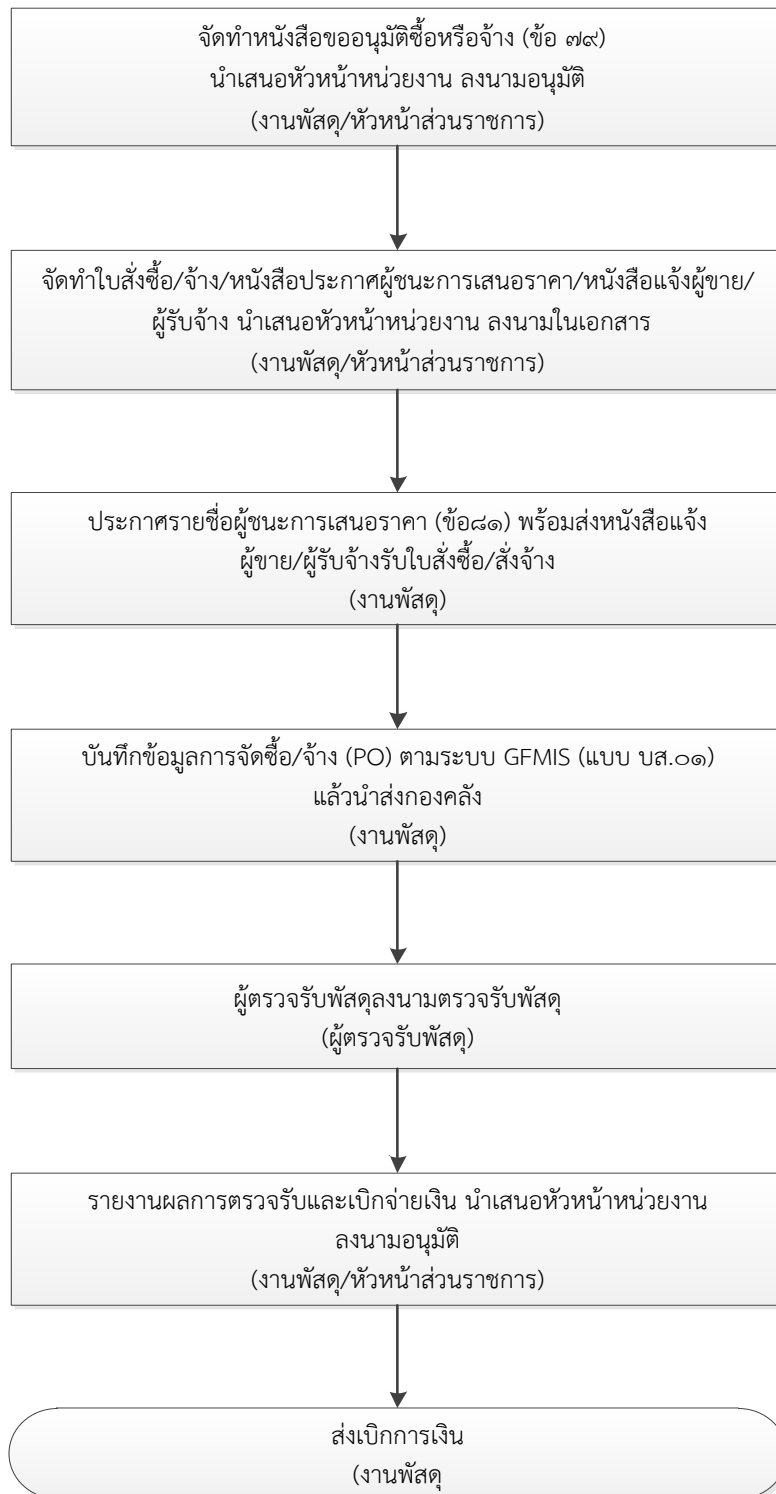 จัดทำหนังสือขออนุมัติซื้อหรือจ้าง (ข้อ ๗๙)
นำเสนอหัวหน้าหน่วยงาน ลงนามอนุมัติ
(งานพัสดุ/หัวหน้าส่วนราชการ)
จัดทำใบสั่งซื้อ/จ้าง/หนังสือประกาศผู้ชนะการเสนอราคา/หนังสือแจ้งผู้ขาย/
ผู้รับจ้าง นำเสนอหัวหน้าหน่วยงาน ลงนามในเอกสาร
(งานพัสดุ/หัวหน้าส่วนราชการ)
ประกาศรายชื่อผู้ชนะการเสนอราคา (ข้อ๘๑) พร้อมส่งหนังสือแจ้ง
ผู้ขาย/ผู้รับจ้างรับใบสั่งซื้อ/สั่งจ้าง
(งานพัสดุ)
บันทึกข้อมูลการจัดซื้อ/จ้าง (PO) ตามระบบ GFMIS (แบบ บส.๐๑)
แล้วนำส่งกองคลัง
(งานพัสดุ)
ผู้ตรวจรับพัสดุลงนามตรวจรับพัสดุ
(ผู้ตรวจรับพัสดุ)
รายงานผลการตรวจรับและเบิกจ่ายเงิน นำเสนอหัวหน้าหน่วยงาน
ลงนามอนุมัติ
(งานพัสดุ/หัวหน้าส่วนราชการ)
ส่งเบิกการเงิน
(งานพัสดุ